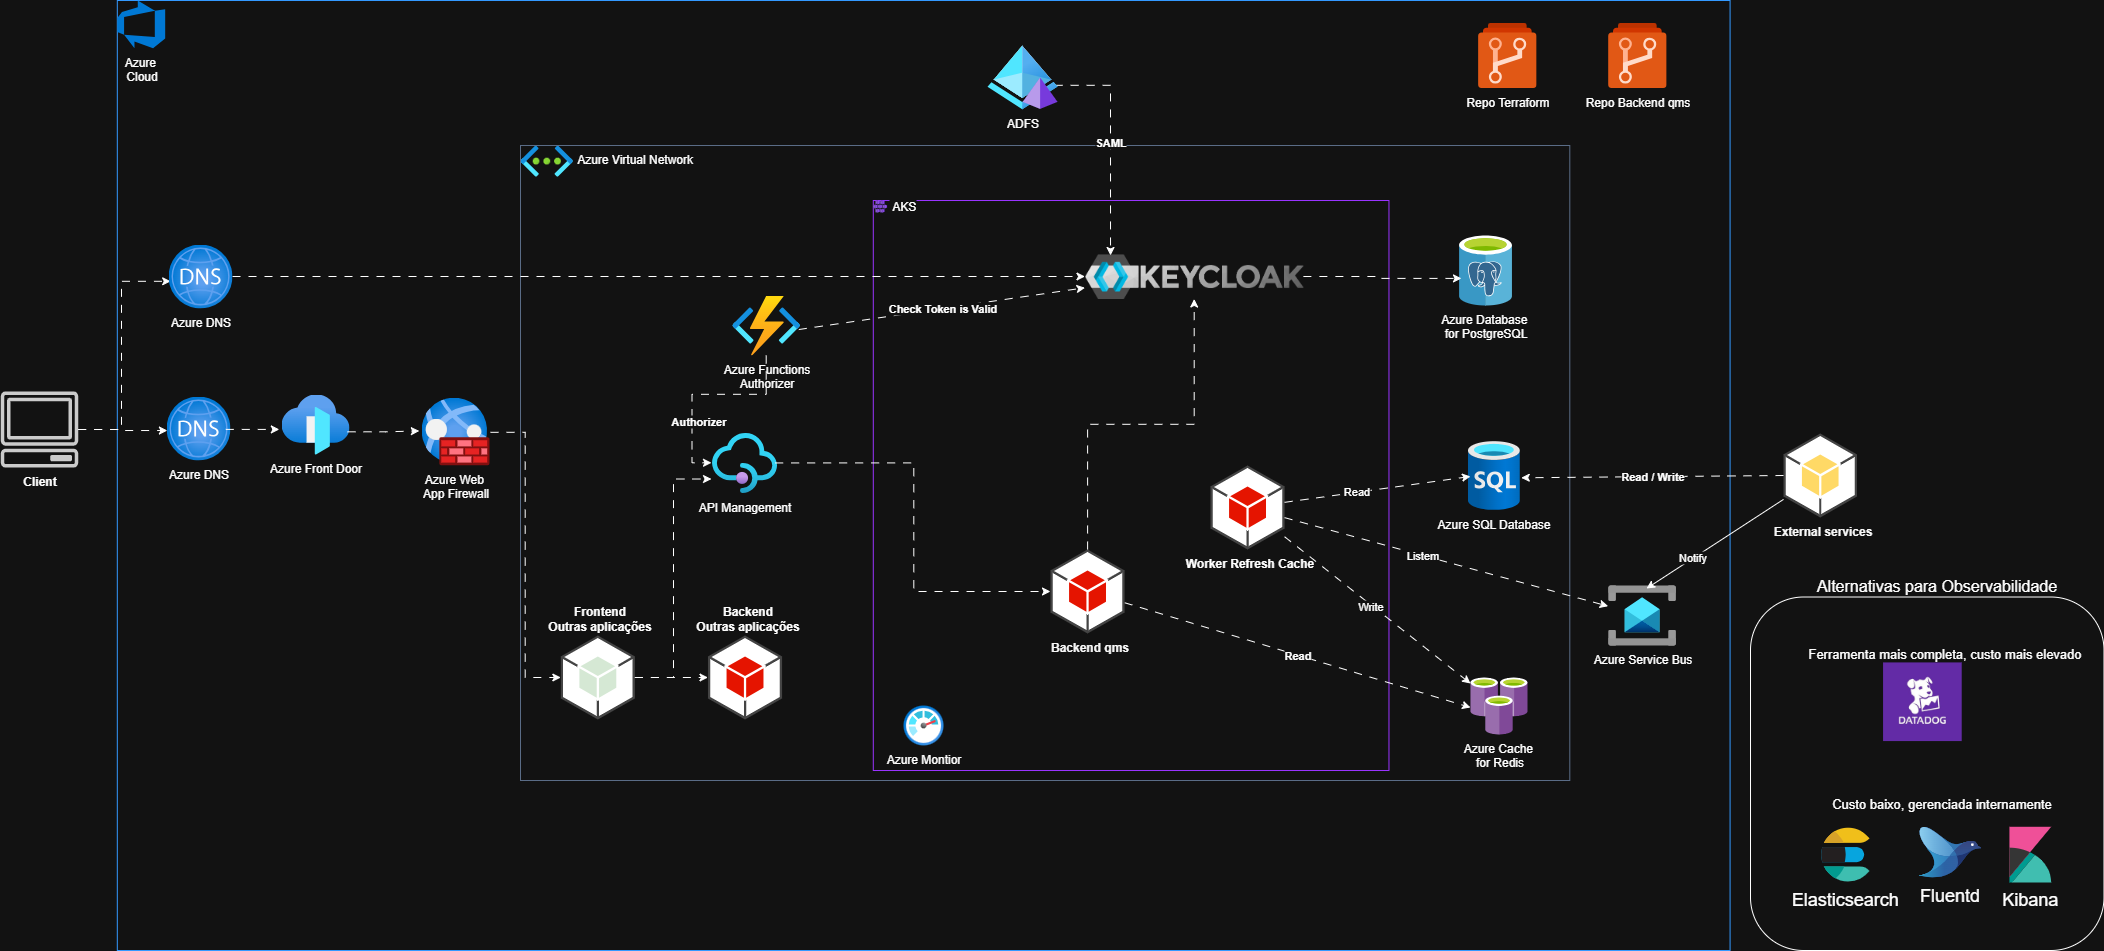 Azure
Cloud
ADFS
Repo Terraform
Repo Backend qms
SAML
Azure Virtual Network
AKS
DNS
Azure DNS
KEYCLOAK
Check Token is Valid
Azure Database
for PostgreSQL
Azure Functions
Authorizer
Authorizer
Client
DNS
Azure DNS
Azure Front Door
Azure Web
App Firewall
API Management
SQL
Azure SQL Database
Read
Read / Write
External services
Worker Refresh Cache
Listem
Notify
Write
Azure Service Bus
Frontend
Outras aplicações
Backend
Outras aplicações
Backend qms
Read
Azure Montior
Azure Cache
for Redis
Alternativas para Observabilidade
Ferramenta mais completa, custo mais elevado
DATADOG
Custo baixo, gerenciada internamente
Elasticsearch
Fluentd
Kibana